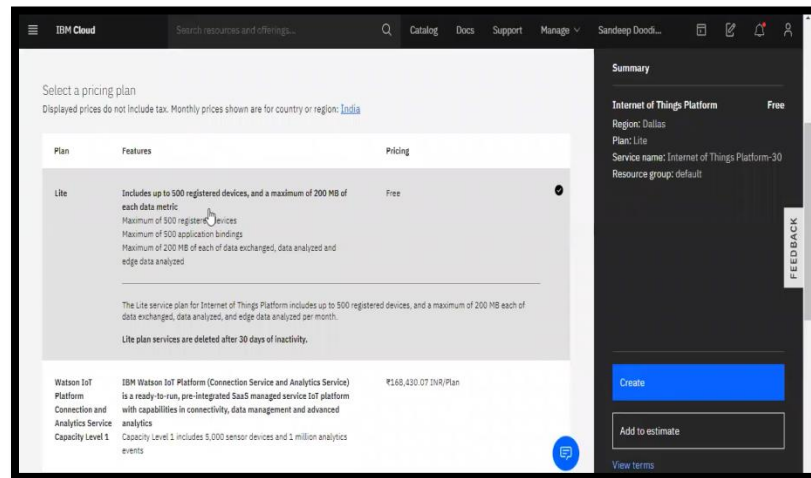 IBM Cloud
Search resources and offerings...
Catalog
Docs
Support
Manage
Sandeep Doodi...
Select a pricing plan
Displayed prices do not include tax. Monthly prices shown are for country or region: India
Plan
Features
Pricing
Lite
Includes up to 500 registered devices, and a maximum of 200 MB of
each data metric
Free
Maximum of 500 registered devices
Maximum of 500 application bindings
Maximum of 200 MB of each of data exchanged, data analyzed and
edge data analyzed
The Lite service plan for Internet of Things Platform includes up to 500 registered devices, and a maximum of 200 MB each of
data exchanged, data analyzed, and edge data analyzed per month.
Lite plan services are deleted after 30 days of inactivity.
Watson IoT
Platform
Connection and
Analytics Service
Capacity Level 1
IBM Watson IoT Platform (Connection Service and Analytics Service)
is a ready-to-run, pre-integrated SaaS managed service IoT platform
with capabilities in connectivity, data management and advanced
analytics
Capacity Level 1 includes 5,000 sensor devices and 1 million analytics
events
₹168,430.07 INR/Plan
Summary
Internet of Things Platform
Free
Region: Dallas
Plan: Lite
Service name: Internet of Things Platform-30
Resource group: default
FEEDBACK
Create
Add to estimate
View terms